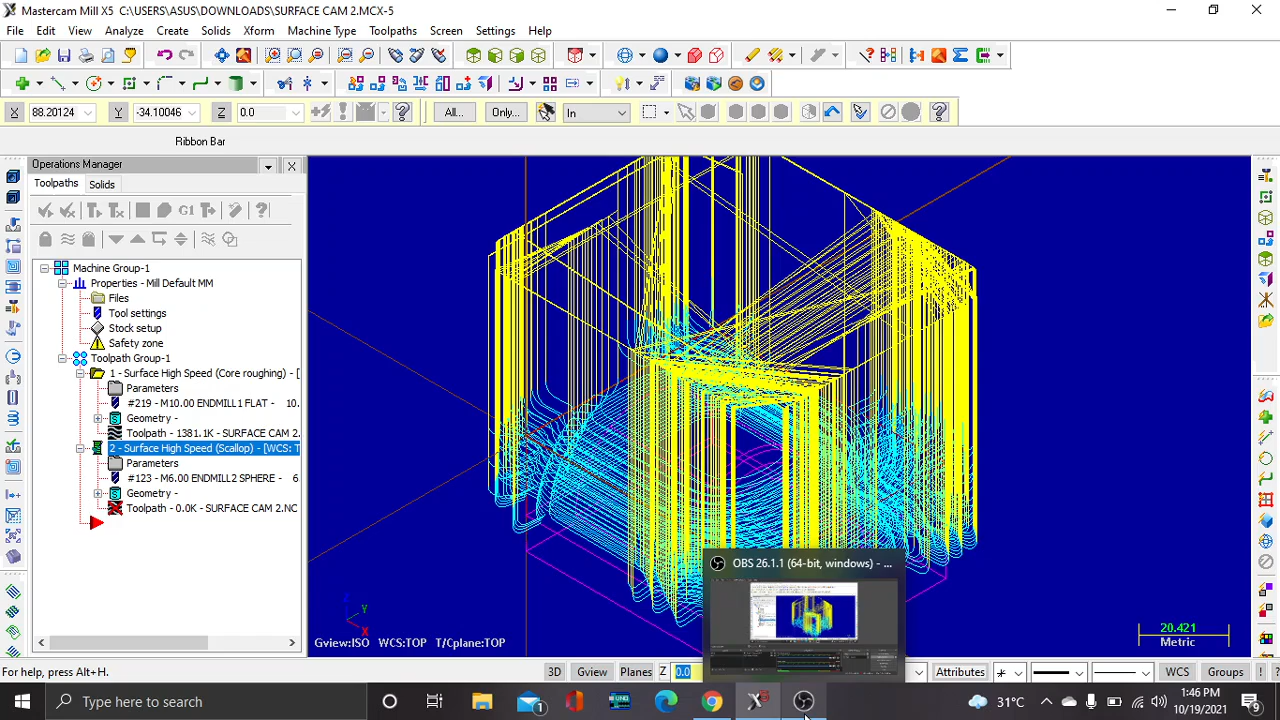 Mastercam Mill X5 C:\USERS\ASUS\DOWNLOADS\SURFACE CAM 2.MCX-5
File Edit View Analyze Create Solids Xform Machine Type Toolpaths Screen Settings Help
X 88.20124 Y -34.10046 Z 0.0 All... Only... In
Ribbon Bar
Operations Manager
Toolpaths Solids
G1
Machine Group-1
Properties - Mill Default MM
Files
Tool settings
Stock setup
Safety zone
Toolpath Group-1
1 - Surface High Speed (Core roughing) - [
Parameters
#219 - M10.00 ENDMILL1 FLAT - 10.
Geometry -
Toolpath - 1381.1K - SURFACE CAM 2.
2 - Surface High Speed (Scallop) - [WCS: T
Parameters
#123 - M6.00 ENDMILL2 SPHERE - 6
Geometry -
Toolpath - 0.0K - SURFACE CAM 2.NC
OBS 26.1.1 (64-bit, windows) - ...
Y
X
Gview:ISO WCS:TOP T/Cplane:TOP
20.421
Metric
3D Z 0.0 Attributes WCS Groups
Type here to search
1
31°C
1:46 PM
10/19/2021
9